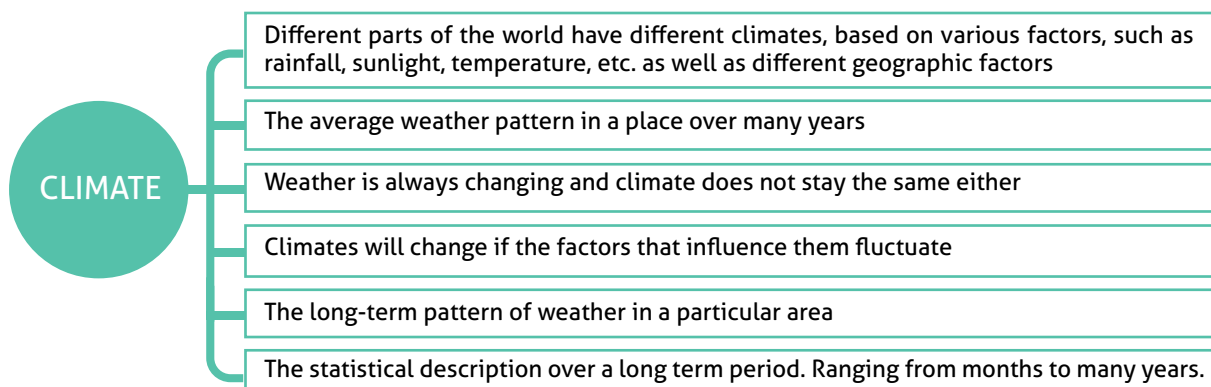 Different parts of the world have different climates, based on various factors, such as
rainfall, sunlight, temperature, etc. as well as different geographic factors
The average weather pattern in a place over many years
CLIMATE
Weather is always changing and climate does not stay the same either
Climates will change if the factors that influence them fluctuate
The long-term pattern of weather in a particular area
The statistical description over a long term period. Ranging from months to many years.